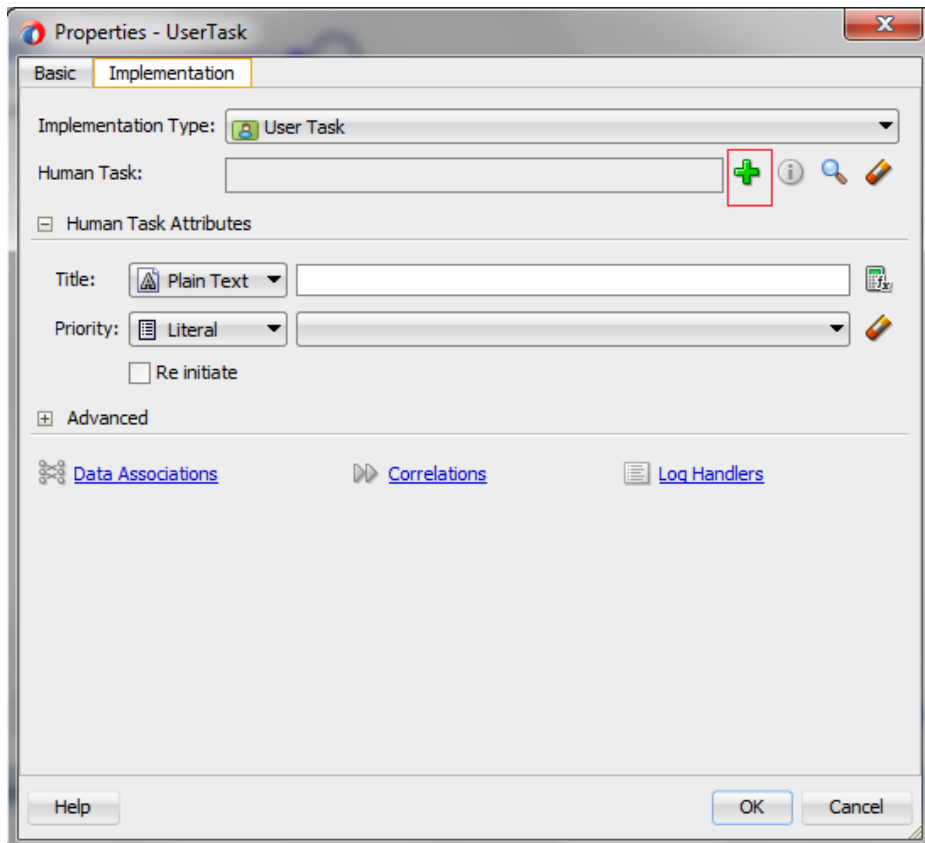 Properties - UserTask
Basic Implementation
Implementation Type: User Task
Human Task:
Human Task Attributes
Title: Plain Text
Priority: Literal
Re initiate
Advanced
Data Associations Correlations Log Handlers
Help OK Cancel